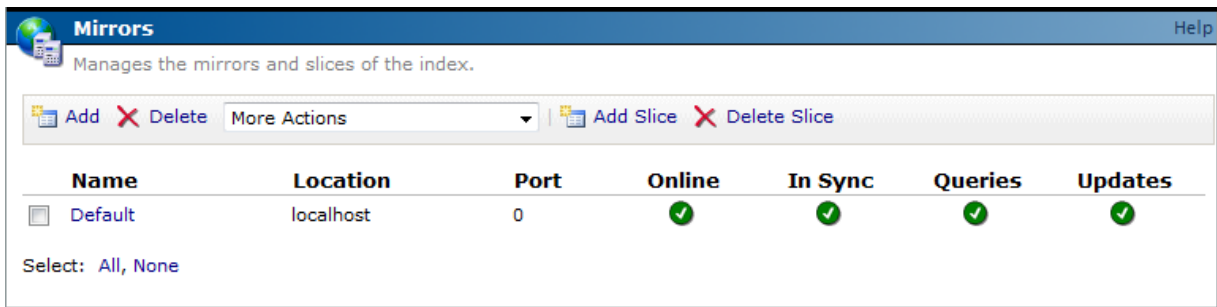 Mirrors Help
Manages the mirrors and slices of the index.
Add Delete More Actions Add Slice Delete Slice
Name Location Port Online In Sync Queries Updates
Default localhost 0
Select: All, None